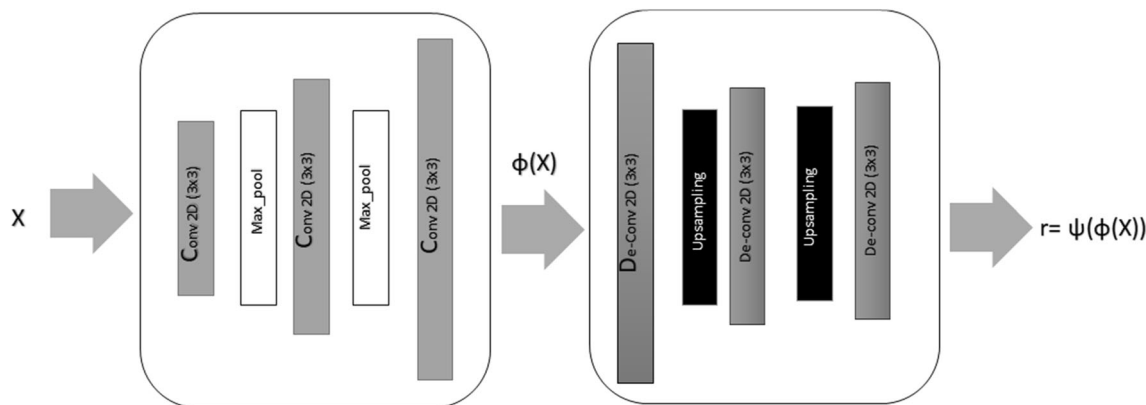 X
Conv 2D (3x3)
Max_pool
Conv 2D (3x3)
Max_pool
Conv 2D (3x3)
ϕ(X)
De-Conv 2D (3x3)
Upsampling
De-conv 2D (3x3)
Upsampling
De-conv 2D (3x3)
r= ψ(ϕ(X))